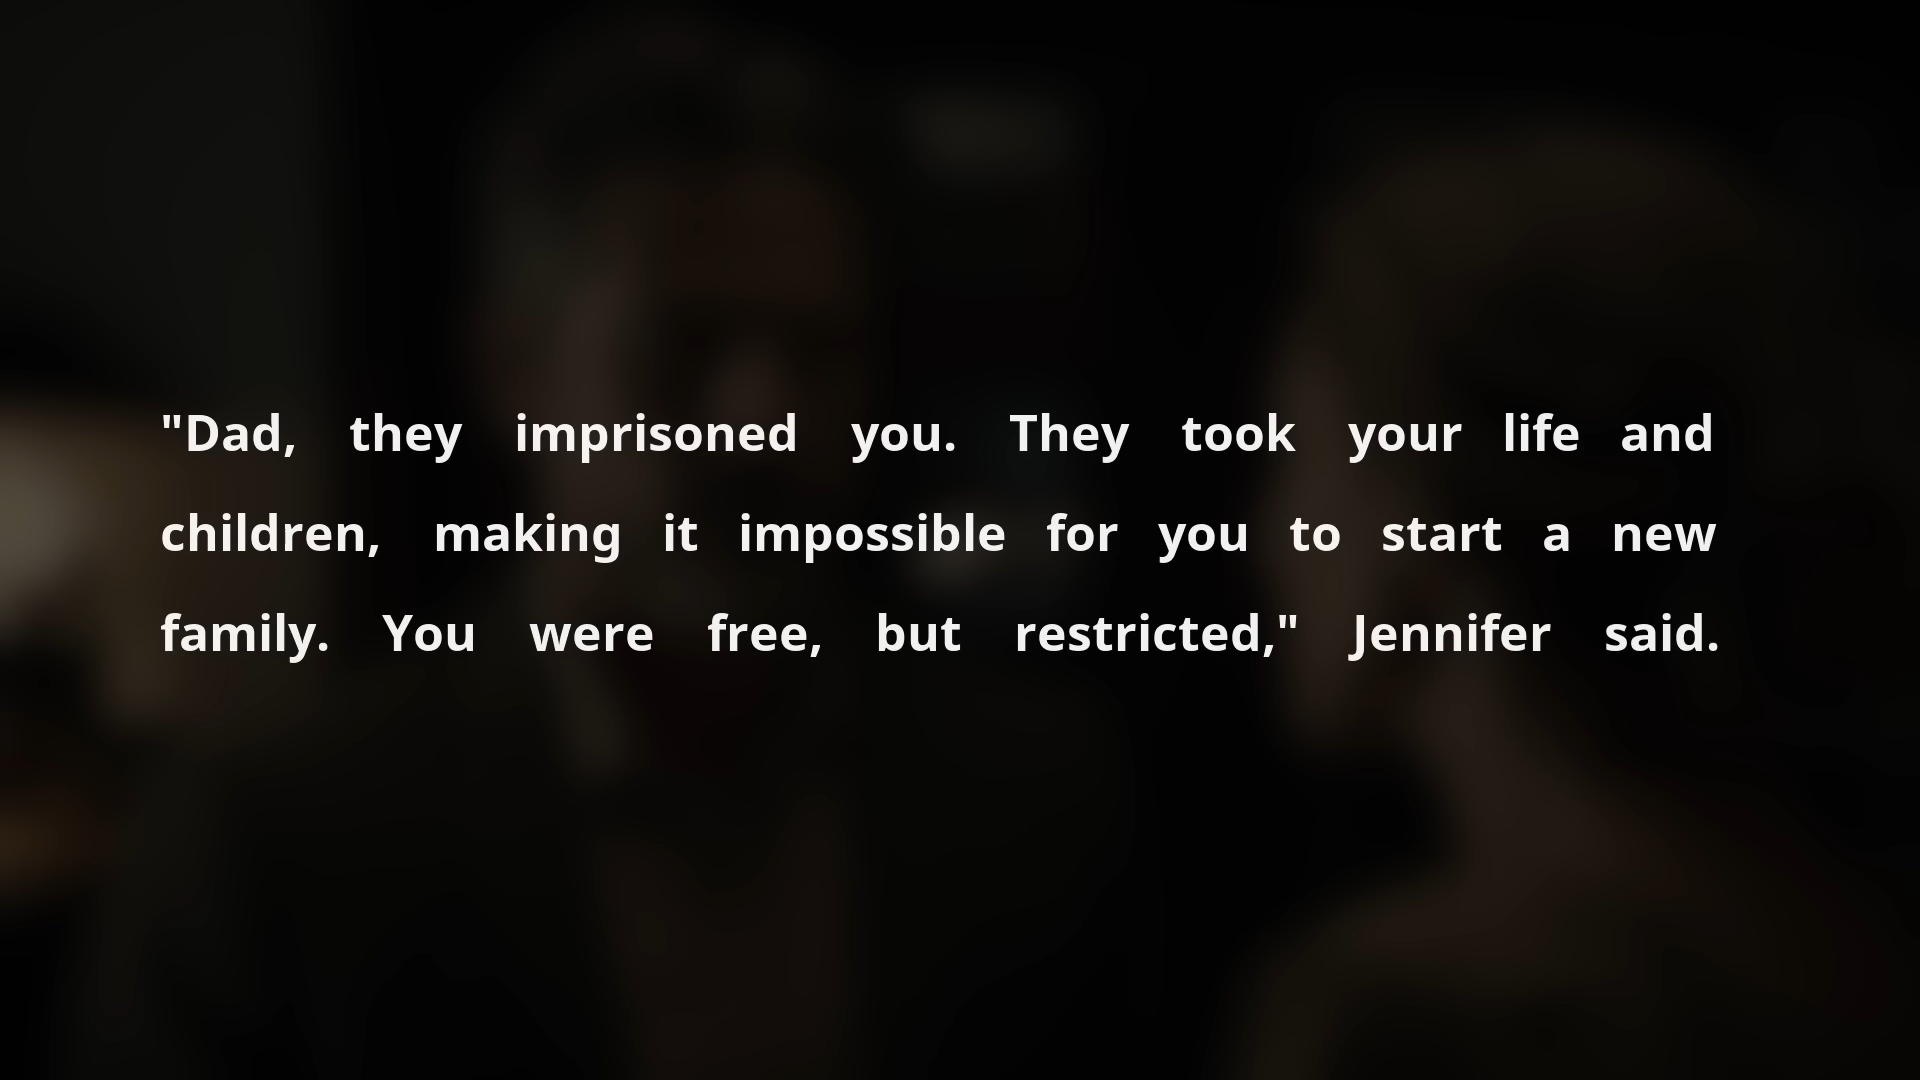 "Dad, they imprisoned you. They took your life and
children, making it impossible for you to start a new
family. You were free, but restricted," Jennifer said.